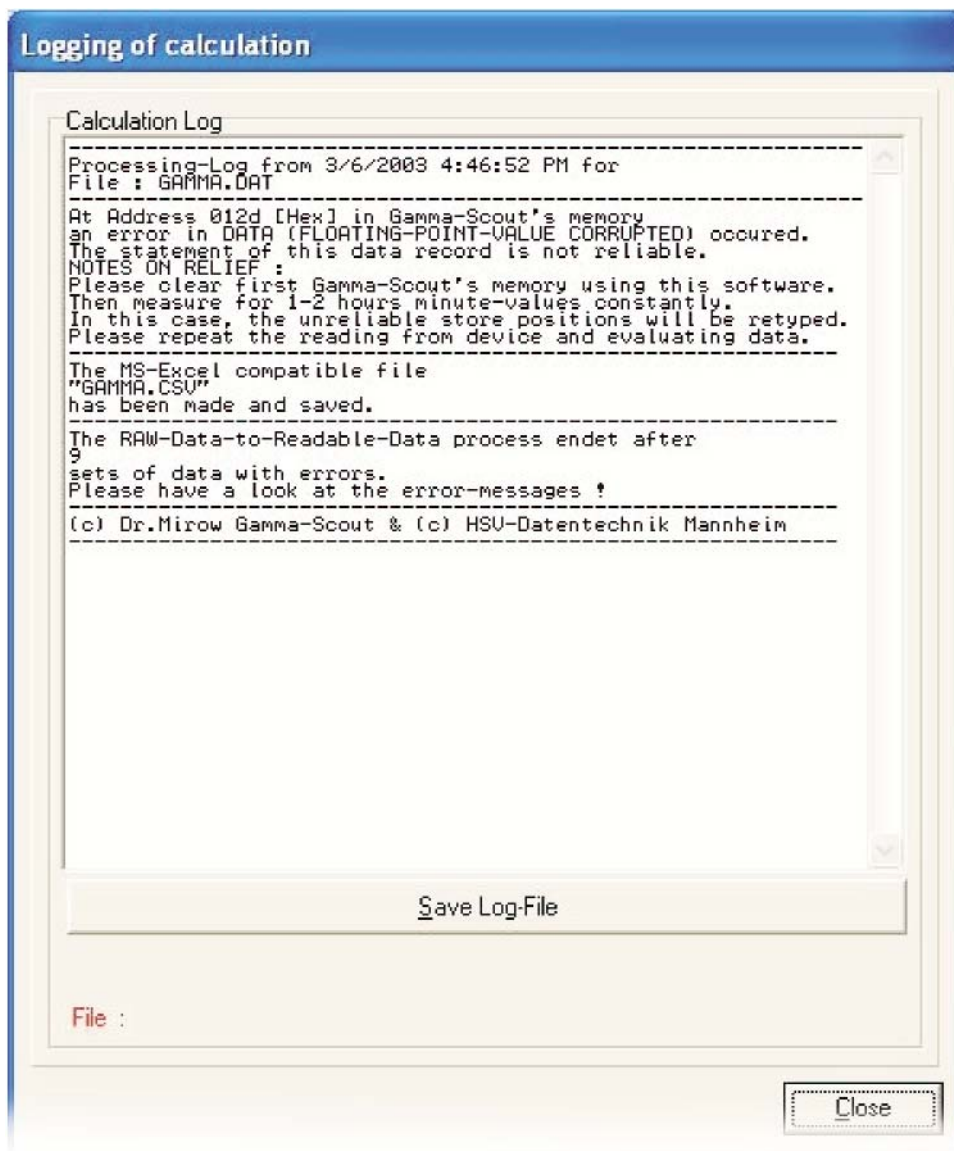 Logging of calculation
Calculation Log
--------------------------------------------------------------
Processing-Log from 3/6/2003 4:46:52 PM for
File : GAMMA.DAT
--------------------------------------------------------------
At Address 012d [Hex] in Gamma-Scout's memory
an error in DATA (FLOATING-POINT-VALUE CORRUPTED) occured.
The statement of this data record is not reliable.
NOTES ON RELIEF :
Please clear first Gamma-Scout's memory using this software.
Then measure for 1-2 hours minute-values constantly.
In this case, the unreliable store positions will be retyped.
Please repeat the reading from device and evaluating data.
------------------------------------------------------------
The MS-Excel compatible file
"GAMMA.CSV"
has been made and saved.
------------------------------------------------------------
The RAW-Data-to-Readable-Data process endet after
9
sets of data with errors.
Please have a look at the error-messages !
------------------------------------------------------------
(c) Dr.Mirow Gamma-Scout & (c) HSV-Datentechnik Mannheim
------------------------------------------------------------
Save Log-File
File :
Close